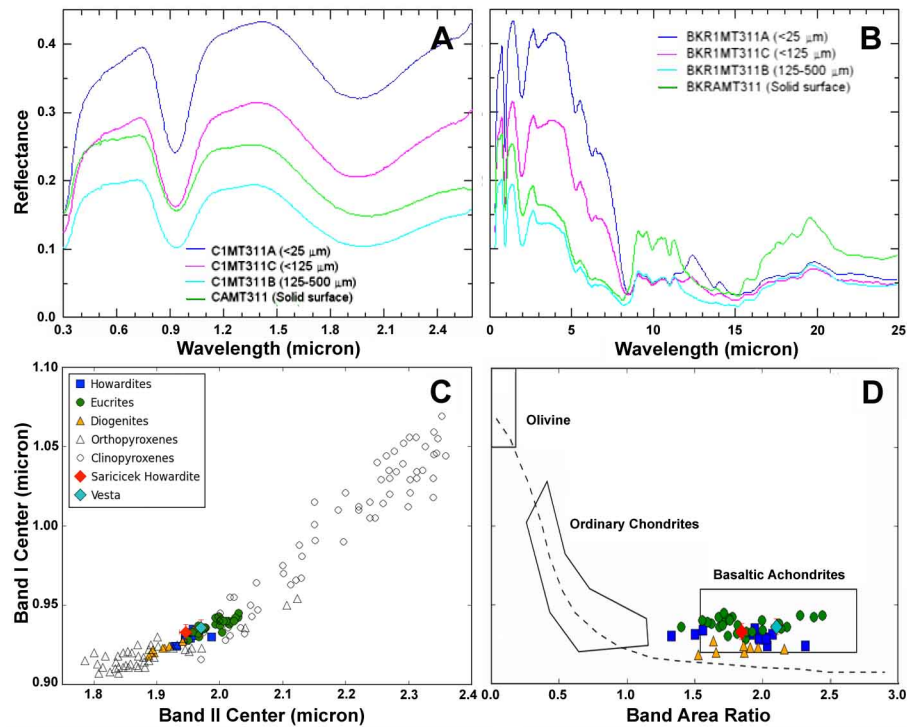 A
0.4
0.3
0.2
0.1
0.0
Reflectance
C1MT311A (<25 μm)
C1MT311C (<125 μm)
C1MT311B (125-500 μm)
CAMT311 (Solid surface)
0.3 0.6 0.9 1.2 1.5 1.8 2.1 2.4
Wavelength (micron)
B
BKR1MT311A (<25 μm)
BKR1MT311C (<125 μm)
BKR1MT311B (125-500 μm)
BKRAMT311 (Solid surface)
0 5 10 15 20 25
Wavelength (micron)
C
1.10
1.05
1.00
0.95
0.90
Band I Center (micron)
Howardites
Eucrites
Diogenites
Orthopyroxenes
Clinopyroxenes
Saricicek Howardite
Vesta
1.8 1.9 2.0 2.1 2.2 2.3 2.4
Band II Center (micron)
D
Olivine
Ordinary Chondrites
Basaltic Achondrites
0.0 0.5 1.0 1.5 2.0 2.5 3.0
Band Area Ratio